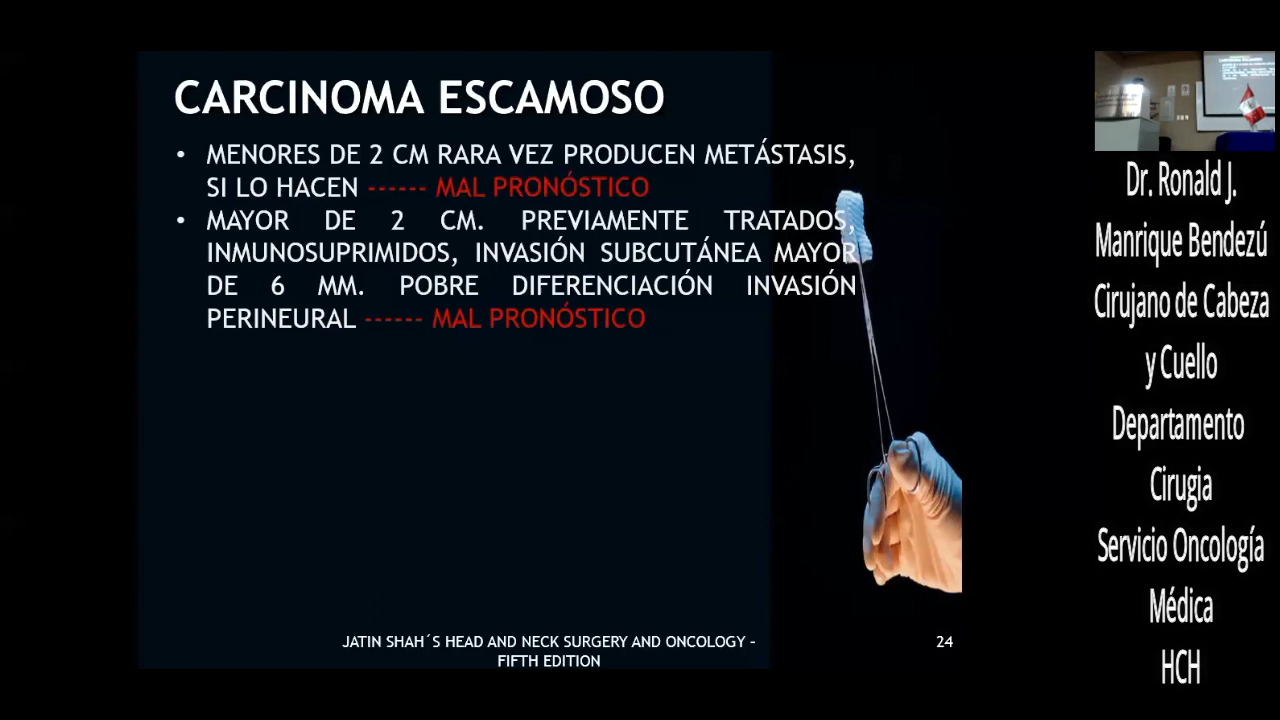 CARCINOMA ESCAMOSO
• MENORES DE 2 CM RARA VEZ PRODUCEN METÁSTASIS,
SI LO HACEN ------ MAL PRONÓSTICO
• MAYOR DE 2 CM. PREVIAMENTE TRATADOS,
INMUNOSUPRIMIDOS, INVASIÓN SUBCUTÁNEA MAYOR
DE 6 MM. POBRE DIFERENCIACIÓN INVASIÓN
PERINEURAL ------ MAL PRONÓSTICO
JATIN SHAH´S HEAD AND NECK SURGERY AND ONCOLOGY –
FIFTH EDITION
24
Dr. Ronald J.
Manrique Bendezú
Cirujano de Cabeza
y Cuello
Departamento
Cirugia
Servicio Oncología
Médica
HCH